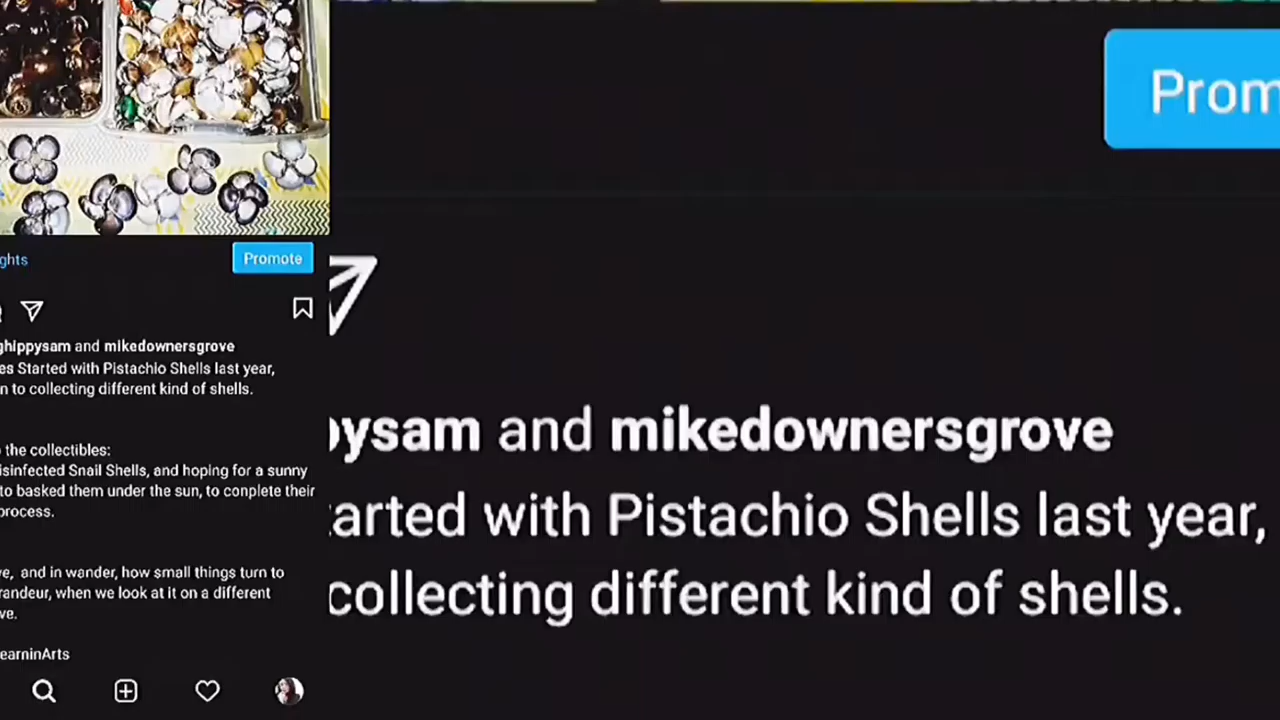 ghts
Promote
ghippysam and mikedownersgrove
es Started with Pistachio Shells last year,
n to collecting different kind of shells.
the collectibles:
isinfected Snail Shells, and hoping for a sunny
to basked them under the sun, to conplete their
process.
ve, and in wander, how small things turn to
randeur, when we look at it on a different
ve.
earninArts
Prom
ysam and mikedownersgrove
tarted with Pistachio Shells last year,
collecting different kind of shells.